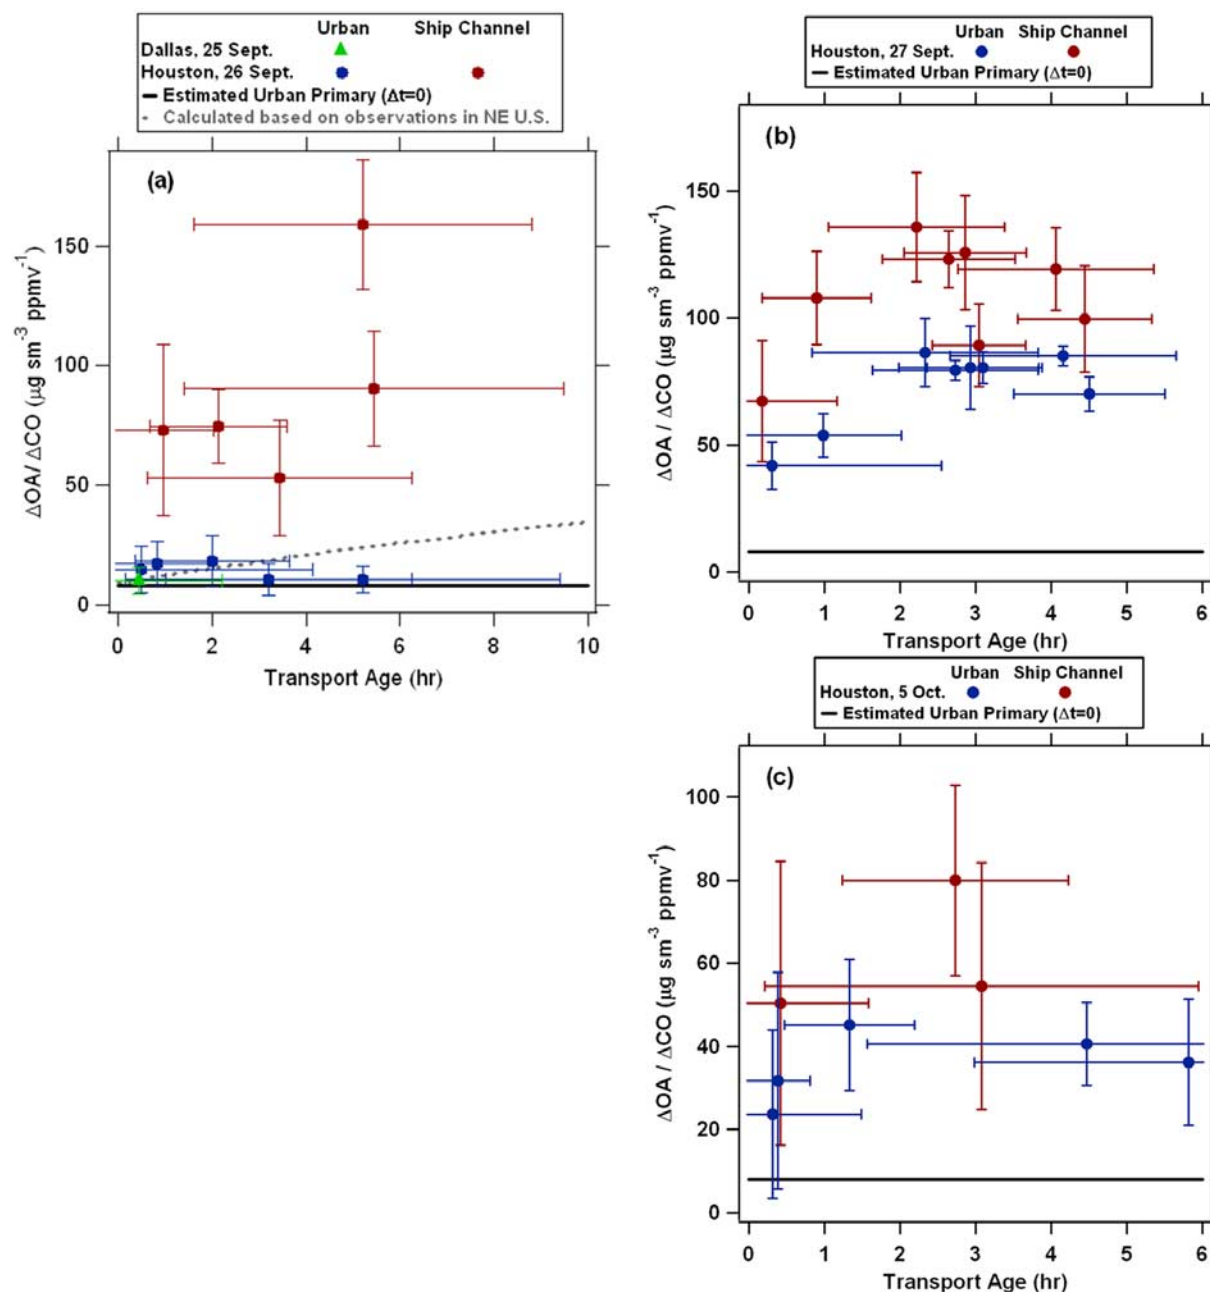 Urban Ship Channel
Dallas, 25 Sept.
Houston, 26 Sept.
Estimated Urban Primary (Δt=0)
Calculated based on observations in NE U.S.
(a)
150
100
50
0
ΔOA/ ΔCO (μg sm⁻³ ppmv⁻¹)
0 2 4 6 8 10
Transport Age (hr)
Urban Ship Channel
Houston, 27 Sept.
Estimated Urban Primary (Δt=0)
(b)
150
100
50
0
ΔOA / ΔCO (μg sm⁻³ ppmv⁻¹)
0 1 2 3 4 5 6
Transport Age (hr)
Urban Ship Channel
Houston, 5 Oct.
Estimated Urban Primary (Δt=0)
(c)
100
80
60
40
20
0
ΔOA / ΔCO (μg sm⁻³ ppmv⁻¹)
0 1 2 3 4 5 6
Transport Age (hr)